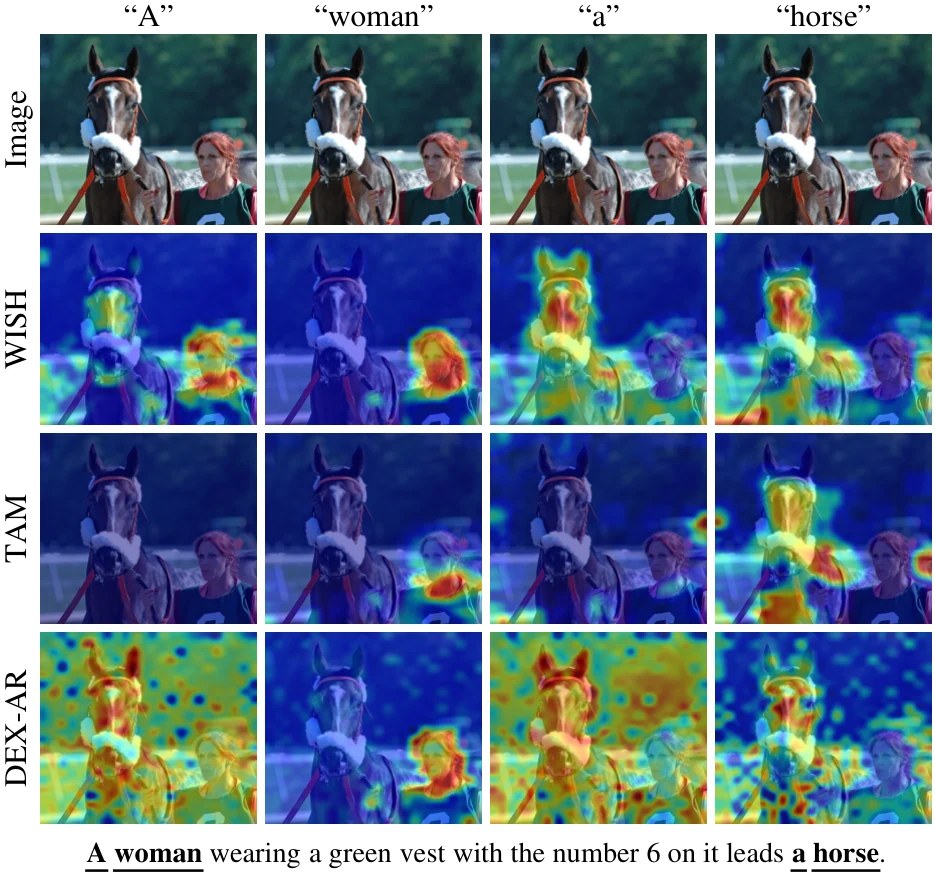 “A” “woman” “a” “horse”
Image
WISH
TAM
DEX-AR
A woman wearing a green vest with the number 6 on it leads a horse.